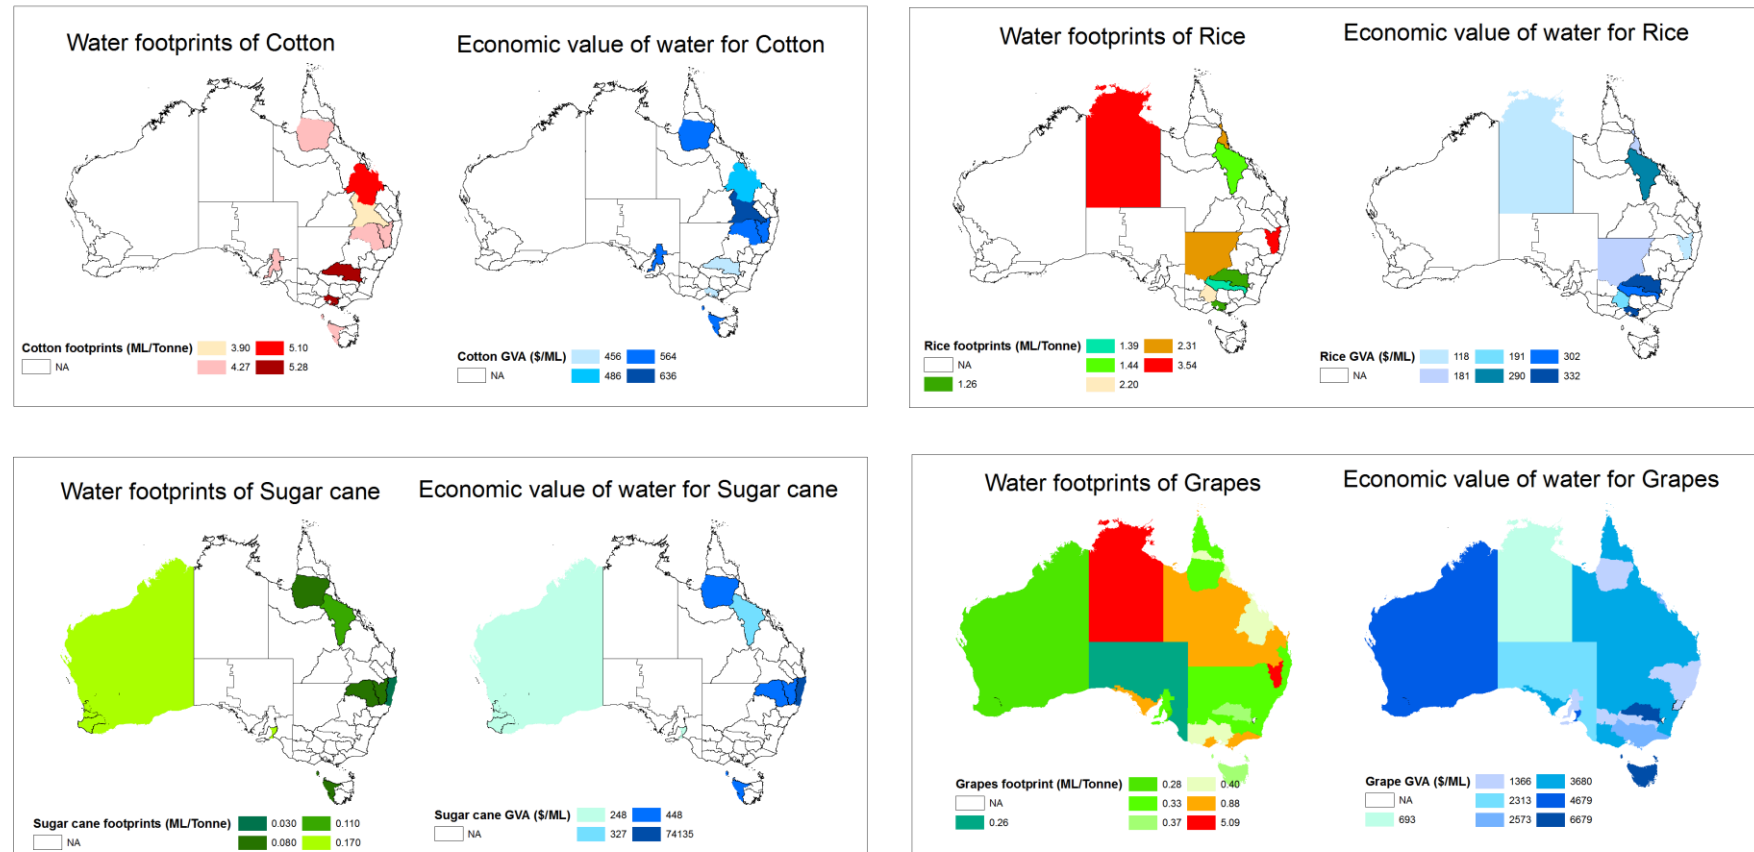 Water footprints of Cotton
Economic value of water for Cotton
Cotton footprints (ML/Tonne)
NA
3.90
4.27
5.10
5.28
Cotton GVA ($/ML)
NA
456
486
564
636
Water footprints of Rice
Economic value of water for Rice
Rice footprints (ML/Tonne)
NA
1.26
1.39
1.44
2.20
2.31
3.54
Rice GVA ($/ML)
NA
118
181
191
290
302
332
Water footprints of Sugar cane
Economic value of water for Sugar cane
Sugar cane footprints (ML/Tonne)
NA
0.030
0.080
0.110
0.170
Sugar cane GVA ($/ML)
NA
248
327
448
74135
Water footprints of Grapes
Economic value of water for Grapes
Grapes footprint (ML/Tonne)
NA
0.26
0.28
0.33
0.37
0.40
0.88
5.09
Grape GVA ($/ML)
NA
693
1366
2313
2573
3680
4679
6679